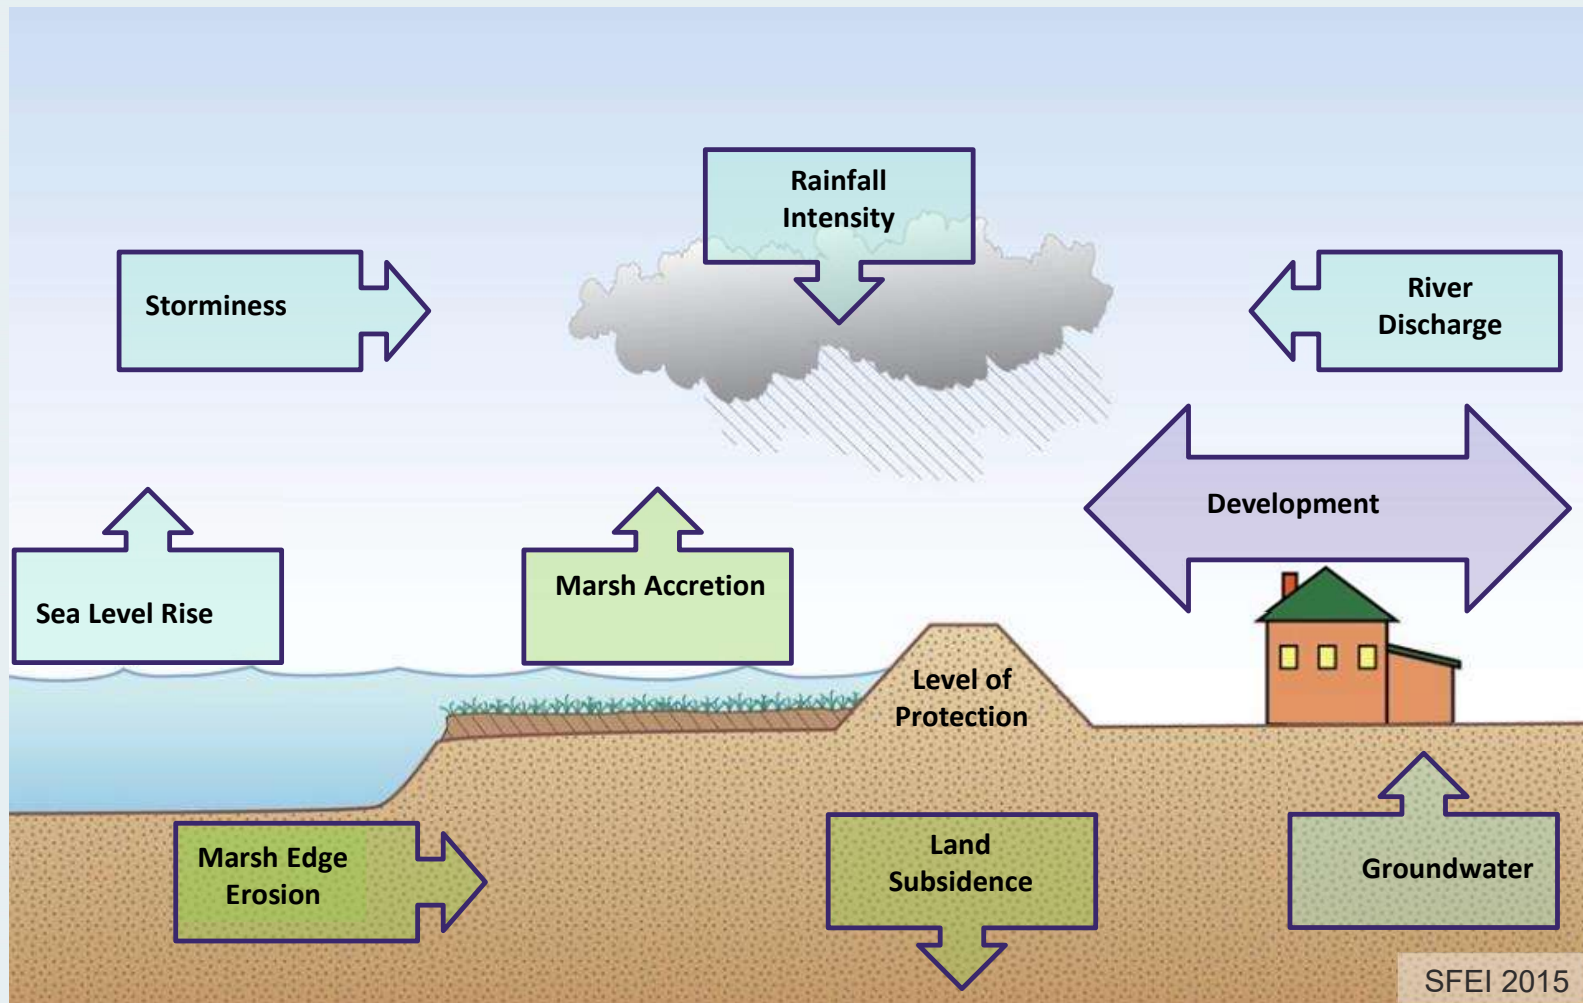 Rainfall
Intensity
Storminess
River
Discharge
Development
Sea Level Rise
Marsh Accretion
Level of
Protection
Marsh Edge
Erosion
Land
Subsidence
Groundwater
SFEI 2015